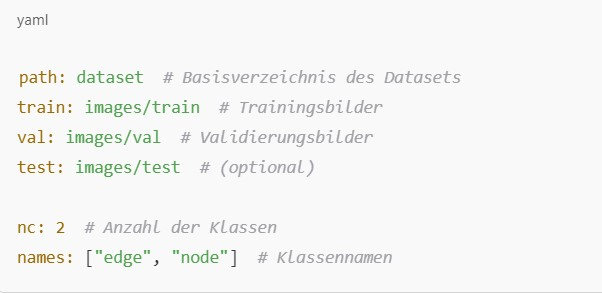 yaml
path: dataset  # Basisverzeichnis des Datasets
train: images/train  # Trainingsbilder
val: images/val  # Validierungsbilder
test: images/test  # (optional)
nc: 2  # Anzahl der Klassen
names: ["edge", "node"]  # Klassennamen